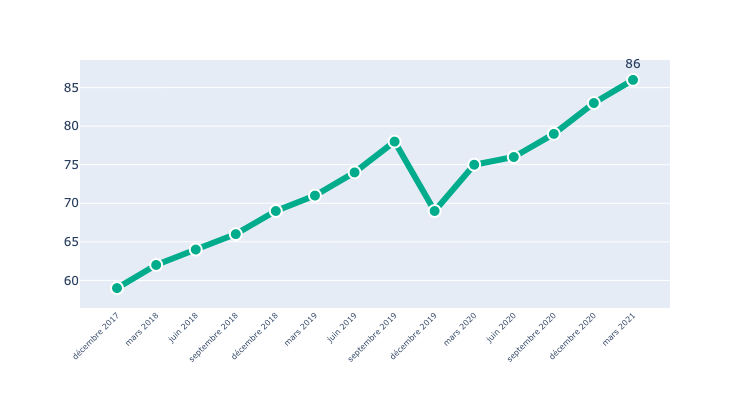 86
85
80
75
70
65
60
décembre 2017
mars 2018
juin 2018
septembre 2018
décembre 2018
mars 2019
juin 2019
septembre 2019
décembre 2019
mars 2020
juin 2020
septembre 2020
décembre 2020
mars 2021